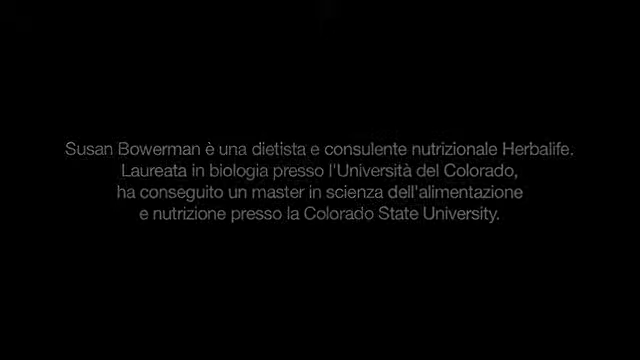 Susan Bowerman è una dietista e consulente nutrizionale Herbalife.
Laureata in biologia presso l'Università del Colorado,
ha conseguito un master in scienza dell'alimentazione
e nutrizione presso la Colorado State University.